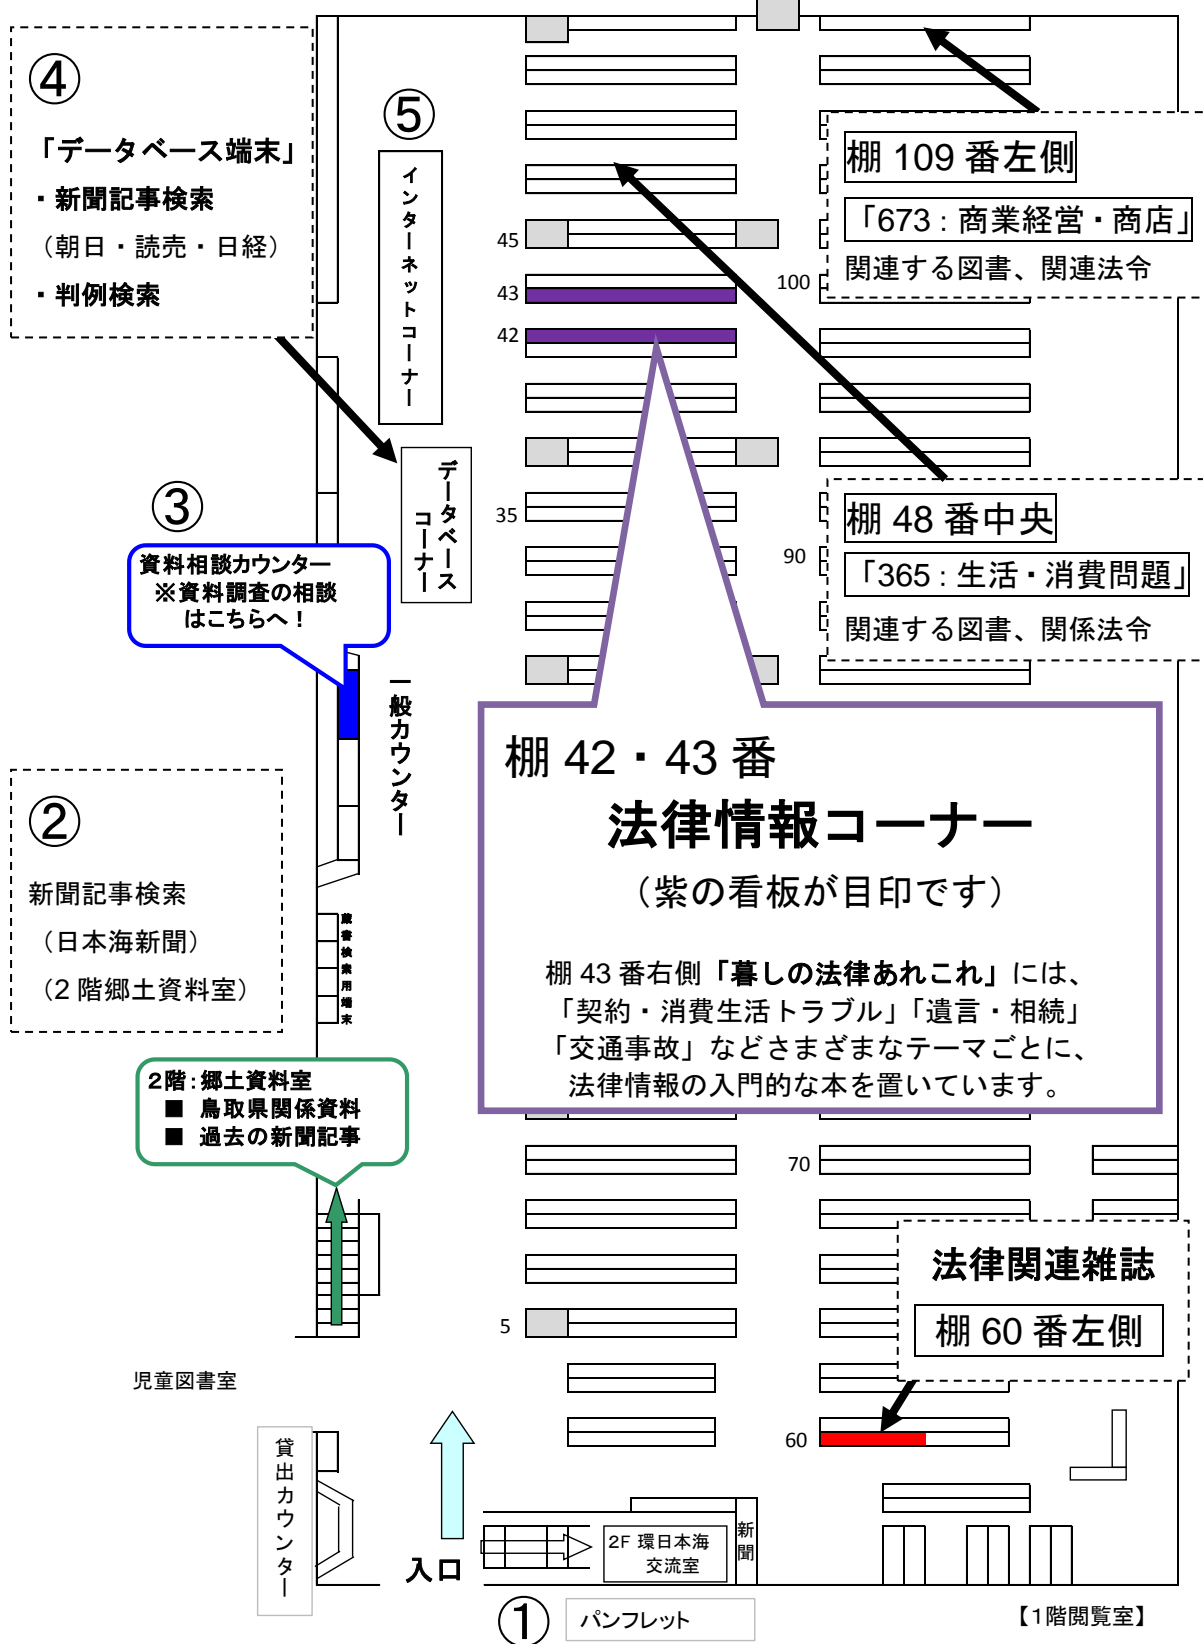 ④
「データベース端末」
・新聞記事検索
（朝日・読売・日経）
・判例検索
⑤
インターネットコーナー
棚 109 番左側
「673：商業経営・商店」
関連する図書、関連法令
45
43
42
100
データベース
コーナー
35
90
棚 48 番中央
「365：生活・消費問題」
関連する図書、関係法令
③
資料相談カウンター
※資料調査の相談
はこちらへ！
一般カウンター
棚 42・43 番
法律情報コーナー
（紫の看板が目印です）
棚 43 番右側「暮しの法律あれこれ」には、
「契約・消費生活トラブル」「遺言・相続」
「交通事故」などさまざまなテーマごとに、
法律情報の入門的な本を置いています。
②
新聞記事検索
（日本海新聞）
（2 階郷土資料室）
蔵書検索用端末
2階：郷土資料室
■ 鳥取県関係資料
■ 過去の新聞記事
70
法律関連雑誌
棚 60 番左側
5
児童図書室
60
貸出カウンター
入口
2F 環日本海
交流室
新聞
①
パンフレット
【1階閲覧室】